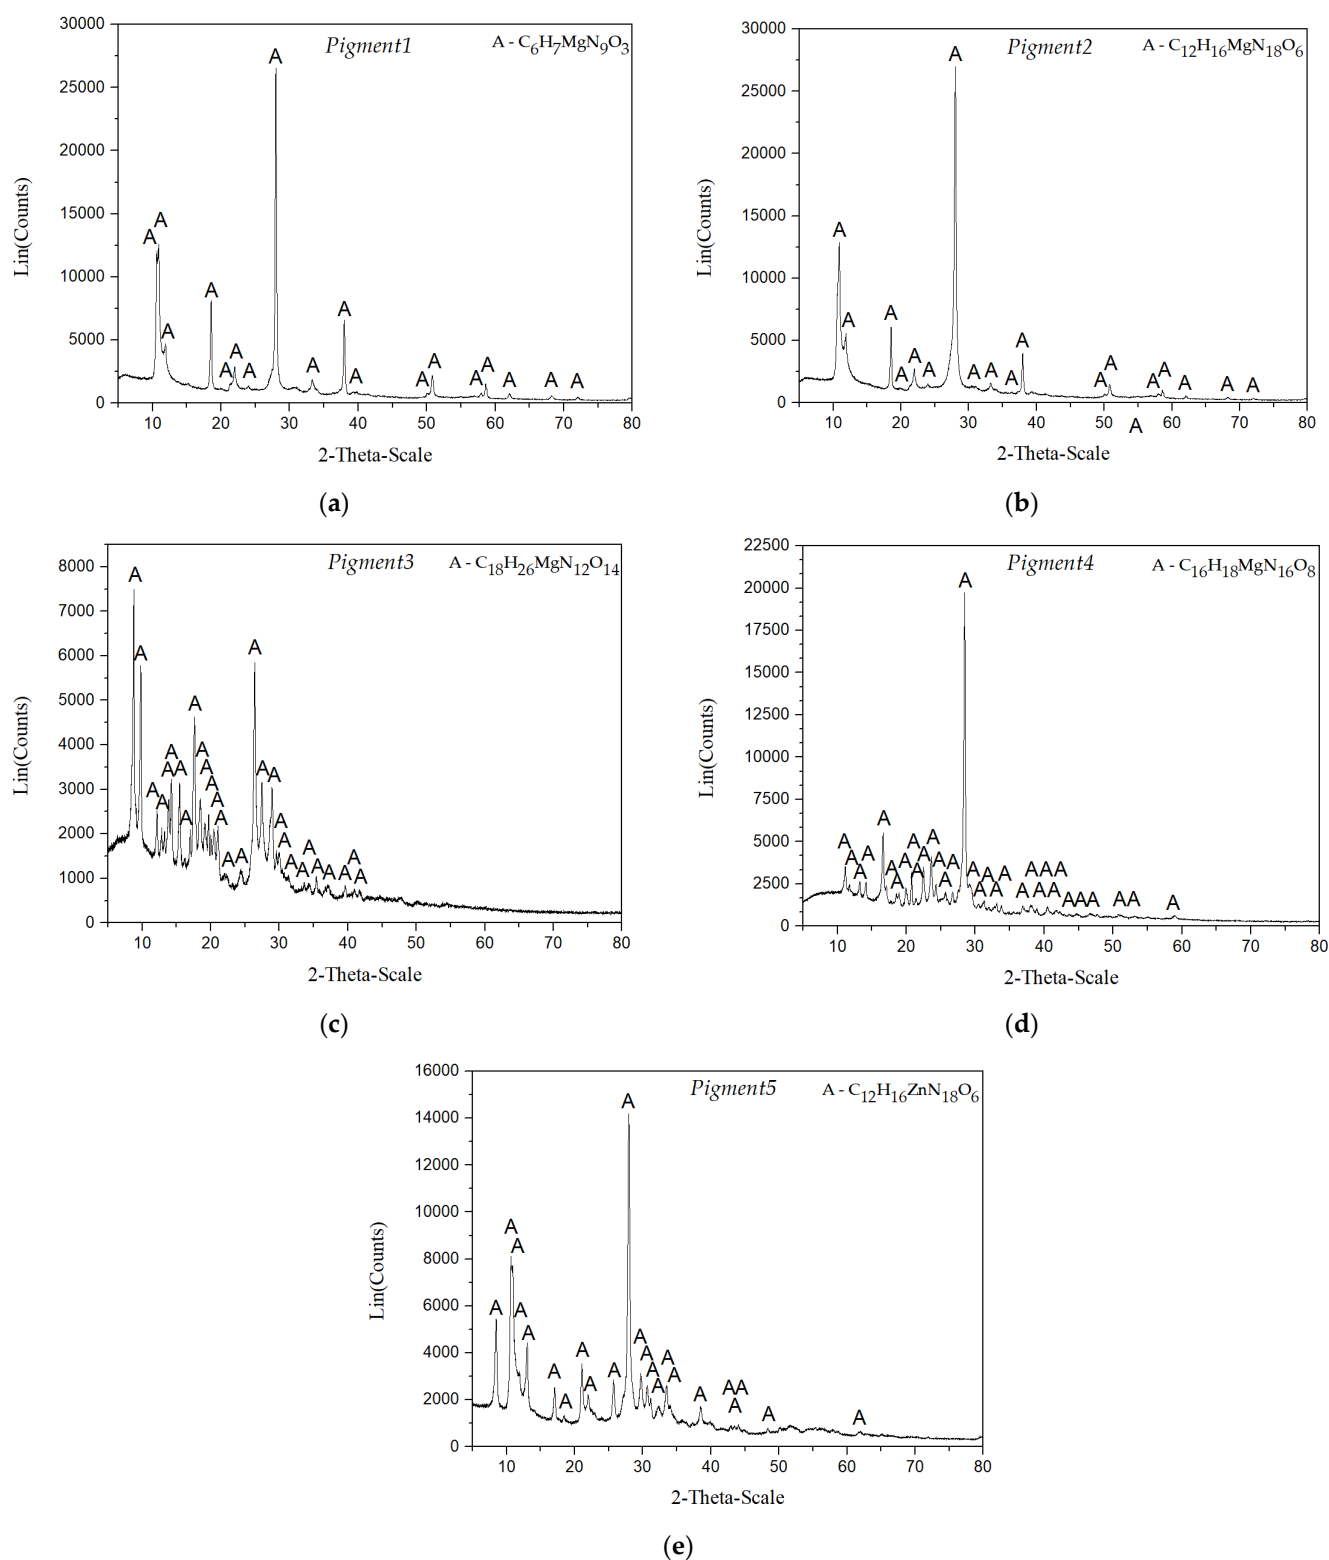 Pigment1
A - C6H7MgN9O3
30000
25000
20000
15000
10000
5000
0
10 20 30 40 50 60 70 80
Lin(Counts)
2-Theta-Scale
A A A A A A A A A A A A A A A A A A A
(a)
Pigment2
A - C12H16MgN18O6
30000
25000
20000
15000
10000
5000
0
10 20 30 40 50 60 70 80
Lin(Counts)
2-Theta-Scale
A A A A A A A A A A A A A A A A A A A
(b)
Pigment3
A - C18H26MgN12O14
8000
7000
6000
5000
4000
3000
2000
1000
0
10 20 30 40 50 60 70 80
Lin(Counts)
2-Theta-Scale
A A A A A A A A A A A A A A A A A A A A A A A A A A A A A A
(c)
Pigment4
A - C16H18MgN16O8
22500
20000
17500
15000
12500
10000
7500
5000
2500
0
10 20 30 40 50 60 70 80
Lin(Counts)
2-Theta-Scale
A A A A A A A A A A A A A A A A A A A A A AAA AAA AAA AA A
(d)
Pigment5
A - C12H16ZnN18O6
16000
14000
12000
10000
8000
6000
4000
2000
0
10 20 30 40 50 60 70 80
Lin(Counts)
2-Theta-Scale
A A A A A A A A A A A A A A A A A A AA A A A
(e)